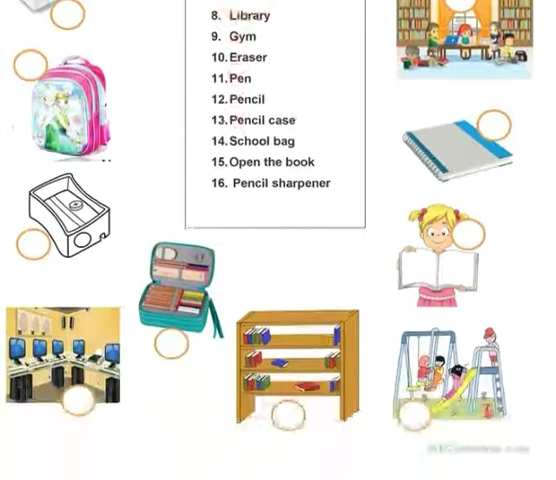 8. Library
9. Gym
10. Eraser
11. Pen
12. Pencil
13. Pencil case
14. School bag
15. Open the book
16. Pencil sharpener